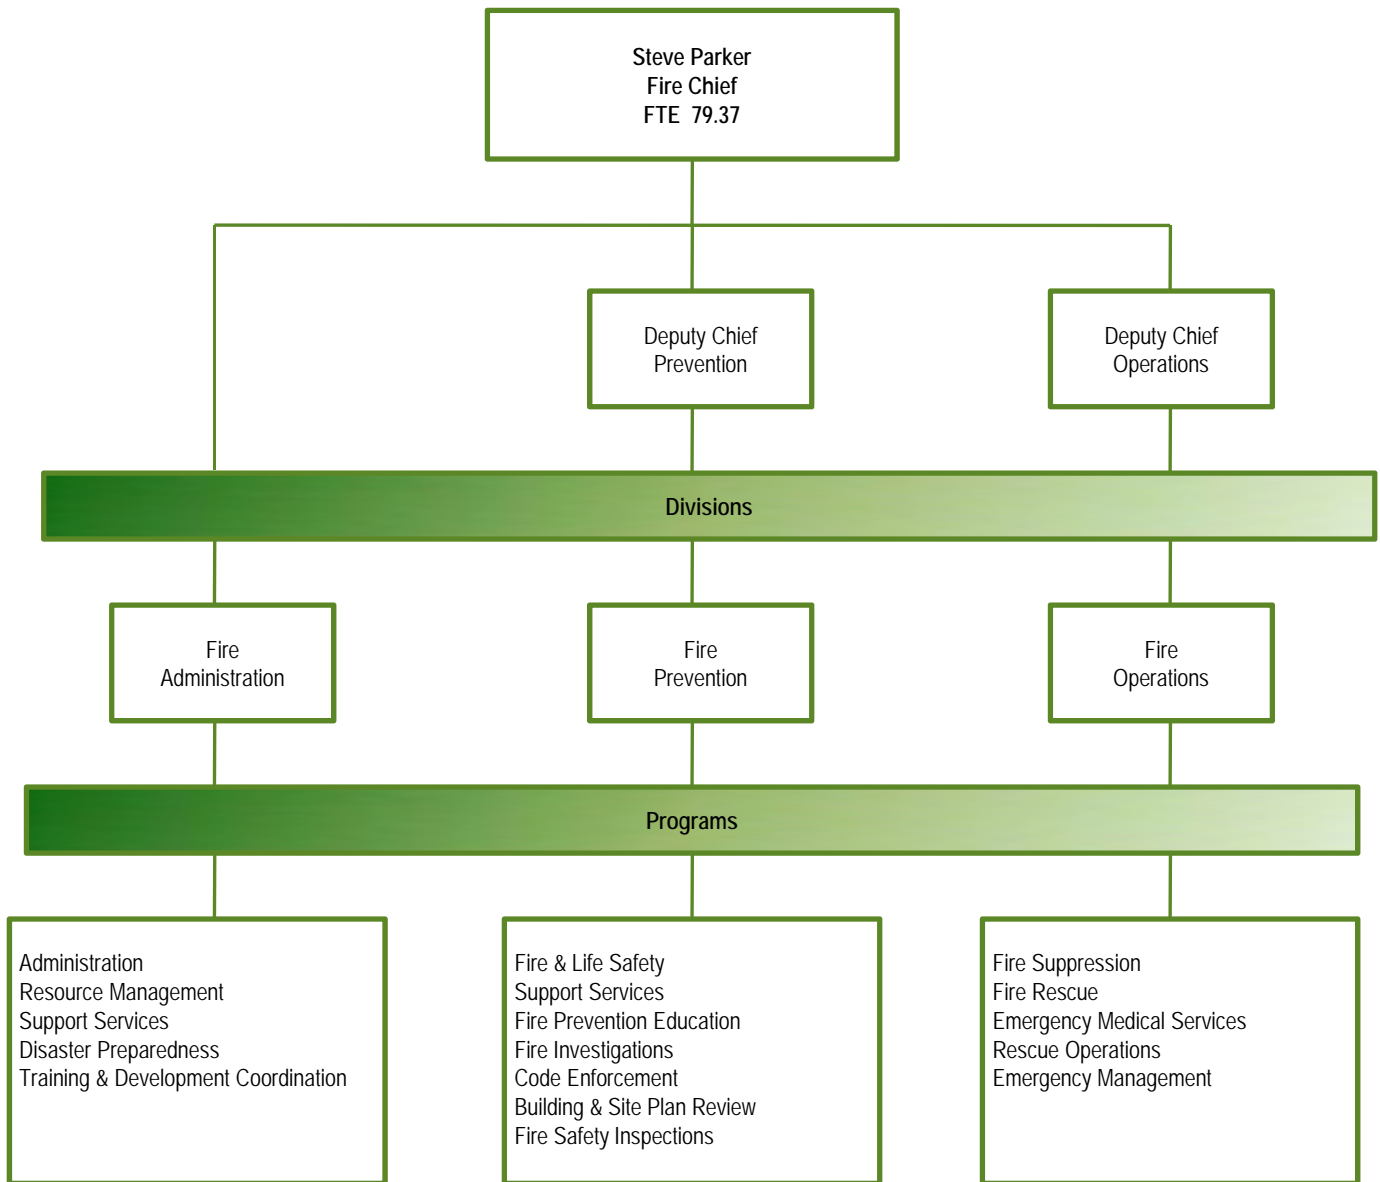 Steve Parker
Fire Chief
FTE 79.37
Deputy Chief
Prevention
Deputy Chief
Operations
Divisions
Fire
Administration
Fire
Prevention
Fire
Operations
Programs
Administration
Resource Management
Support Services
Disaster Preparedness
Training & Development Coordination
Fire & Life Safety
Support Services
Fire Prevention Education
Fire Investigations
Code Enforcement
Building & Site Plan Review
Fire Safety Inspections
Fire Suppression
Fire Rescue
Emergency Medical Services
Rescue Operations
Emergency Management